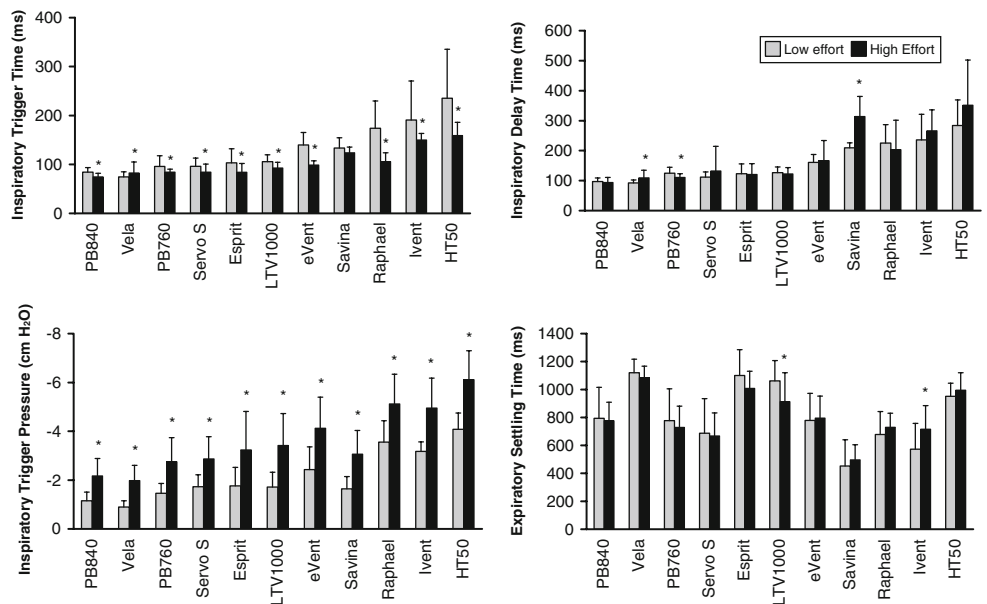 Inspiratory Trigger Time (ms)
400
300
200
100
0
* * * * * * * * * *
PB840
Vela
PB760
Servo S
Esprit
LTV1000
eVent
Savina
Raphael
Ivent
HT50
Inspiratory Delay Time (ms)
600
500
400
300
200
100
0
Low effort
High Effort
* * *
PB840
Vela
PB760
Servo S
Esprit
LTV1000
eVent
Savina
Raphael
Ivent
HT50
Inspiratory Trigger Pressure (cm H₂O)
-8
-6
-4
-2
0
* * * * * * * * * * *
PB840
Vela
PB760
Servo S
Esprit
LTV1000
eVent
Savina
Raphael
Ivent
HT50
Expiratory Settling Time (ms)
1400
1200
1000
800
600
400
200
0
* *
PB840
Vela
PB760
Servo S
Esprit
LTV1000
eVent
Savina
Raphael
Ivent
HT50